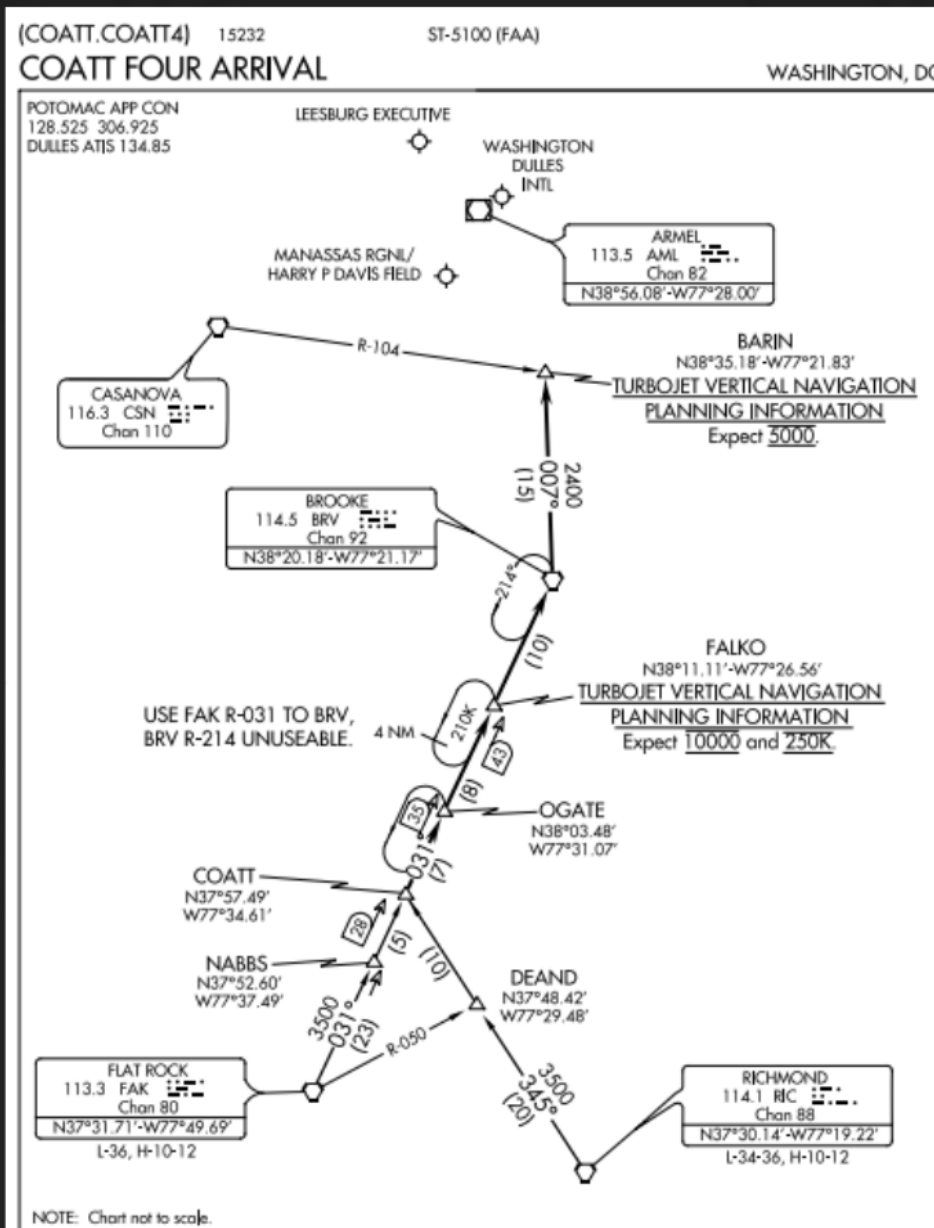 (COATT.COATT4) 15232 ST-5100 (FAA)
COATT FOUR ARRIVAL WASHINGTON, DC
POTOMAC APP CON
128.525 306.925
DULLES ATIS 134.85
LEESBURG EXECUTIVE
WASHINGTON
DULLES
INTL
ARMEL
113.5 AML
Chan 82
N38°56.08'-W77°28.00'
MANASSAS RGNL/
HARRY P DAVIS FIELD
R-104
BARIN
N38°35.18'-W77°21.83'
TURBOJET VERTICAL NAVIGATION
PLANNING INFORMATION
Expect 5000.
CASANOVA
116.3 CSN
Chan 110
2400
007°
(15)
BROOKE
114.5 BRV
Chan 92
N38°20.18'-W77°21.17'
214°
(10)
FALKO
N38°11.11'-W77°26.56'
TURBOJET VERTICAL NAVIGATION
PLANNING INFORMATION
Expect 10000 and 250K.
USE FAK R-031 TO BRV,
BRV R-214 UNUSEABLE.
4 NM
210K
43
(8)
OGATE
N38°03.48'
W77°31.07'
35
031°
(7)
COATT
N37°57.49'
W77°34.61'
28
(5)
(10)
NABBS
N37°52.60'
W77°37.49'
DEAND
N37°48.42'
W77°29.48'
3500
031°
(23)
R-050
3500
345°
(20)
FLAT ROCK
113.3 FAK
Chan 80
N37°31.71'-W77°49.69'
L-36, H-10-12
RICHMOND
114.1 RIC
Chan 88
N37°30.14'-W77°19.22'
L-34-36, H-10-12
NOTE: Chart not to scale.